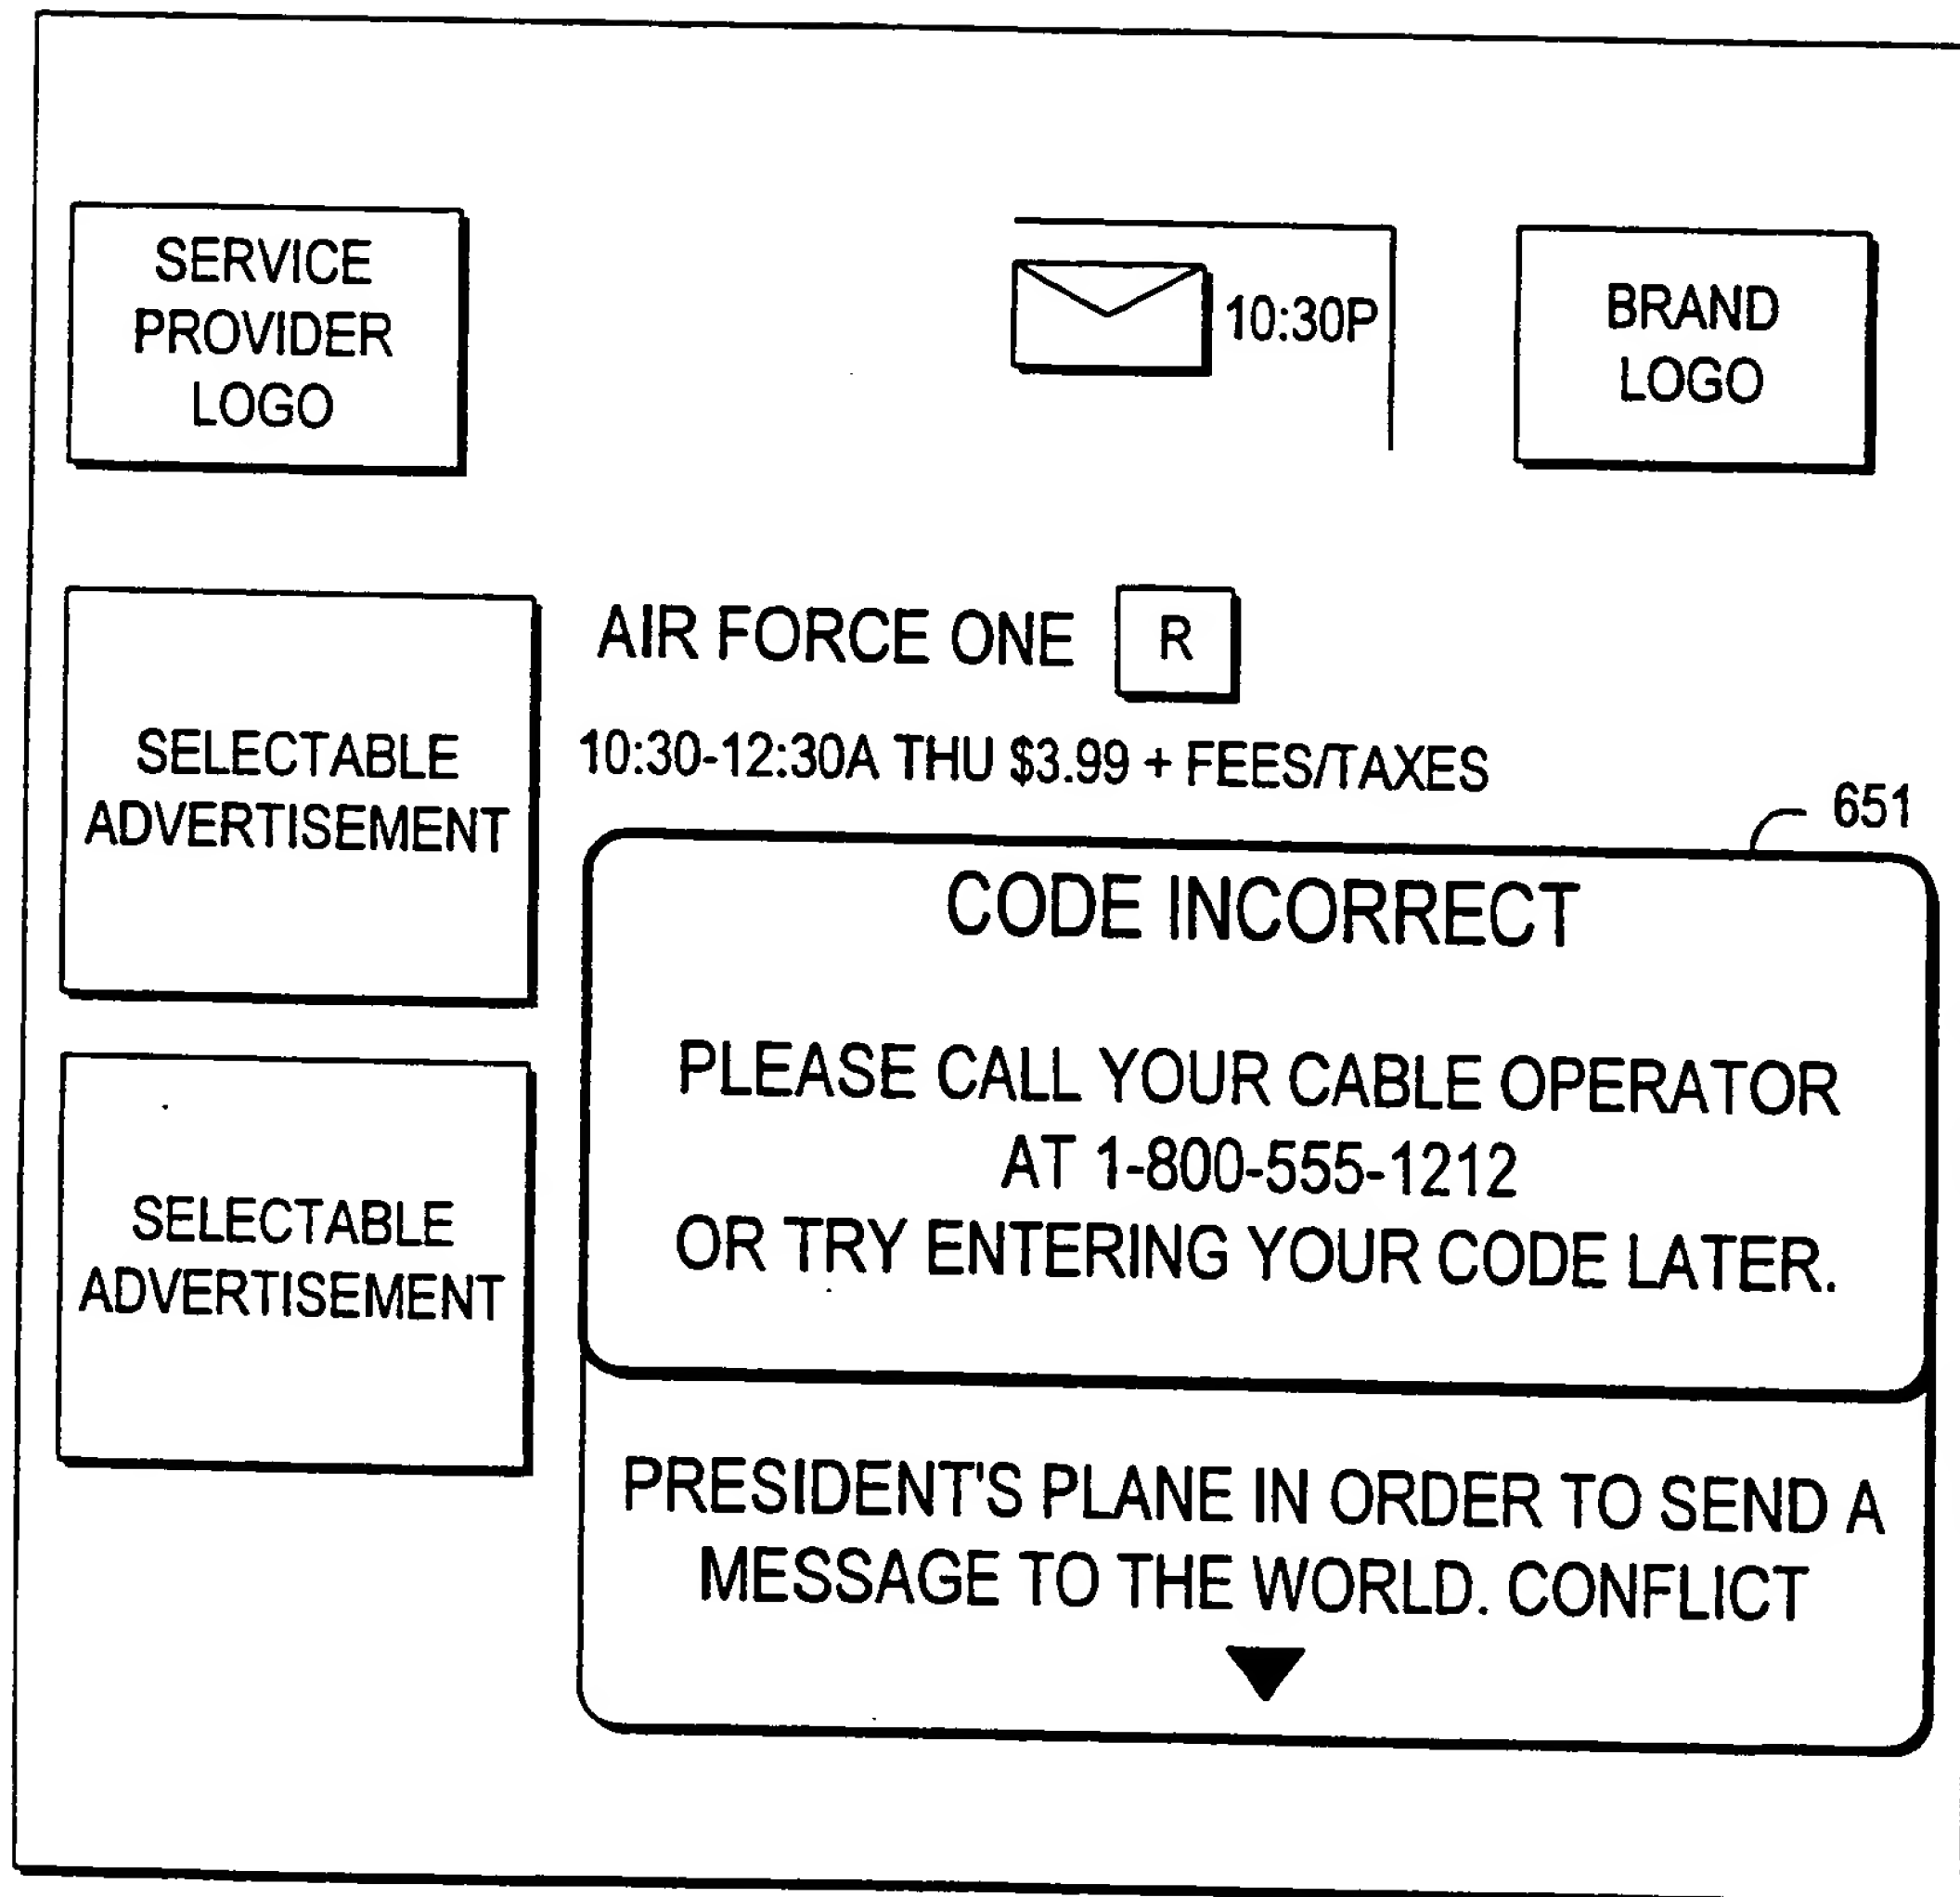 SERVICE
PROVIDER
LOGO
10:30P
BRAND
LOGO
AIR FORCE ONE R
10:30-12:30A THU $3.99 + FEES/TAXES
SELECTABLE
ADVERTISEMENT
651
CODE INCORRECT
PLEASE CALL YOUR CABLE OPERATOR
AT 1-800-555-1212
OR TRY ENTERING YOUR CODE LATER.
SELECTABLE
ADVERTISEMENT
PRESIDENT'S PLANE IN ORDER TO SEND A
MESSAGE TO THE WORLD. CONFLICT